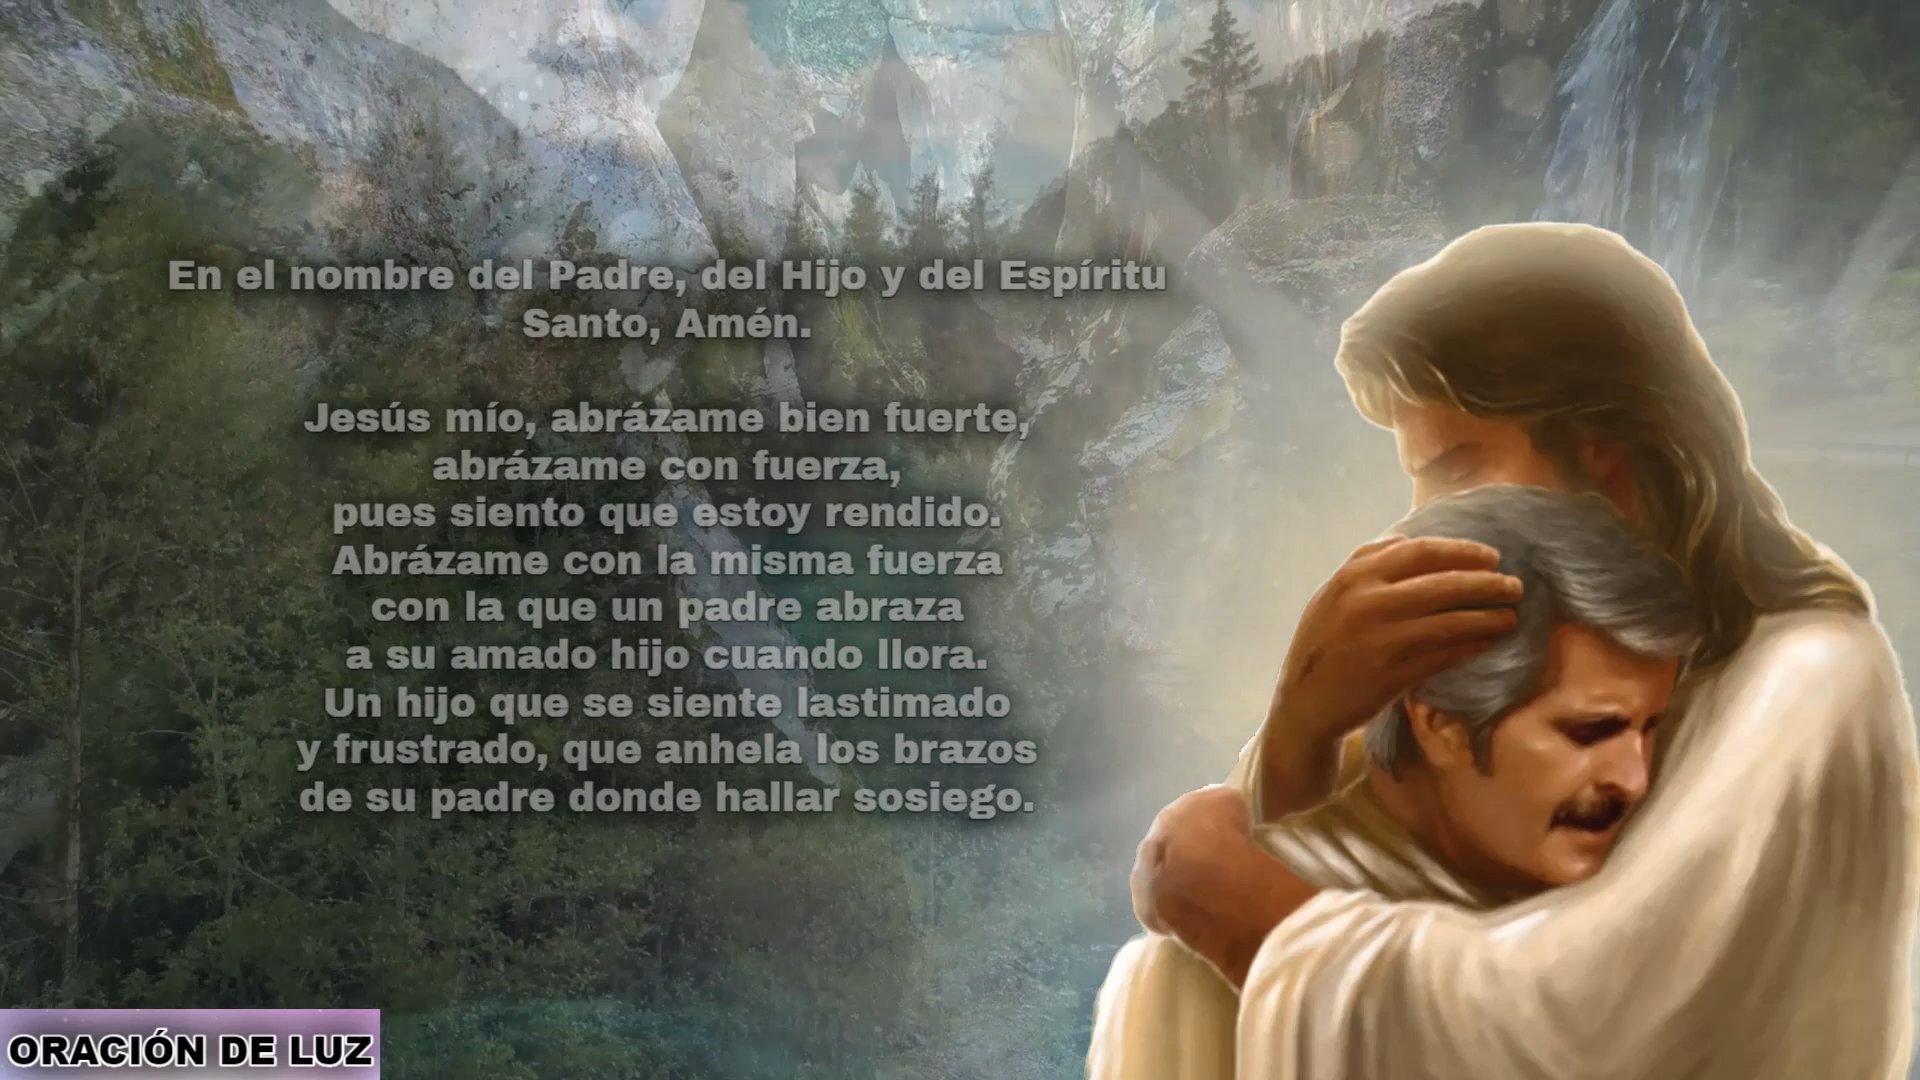 En el nombre del Padre, del Hijo y del Espíritu
Santo, Amén.
Jesús mío, abrázame bien fuerte,
abrázame con fuerza,
pues siento que estoy rendido.
Abrázame con la misma fuerza
con la que un padre abraza
a su amado hijo cuando llora.
Un hijo que se siente lastimado
y frustrado, que anhela los brazos
de su padre donde hallar sosiego.
ORACIÓN DE LUZ